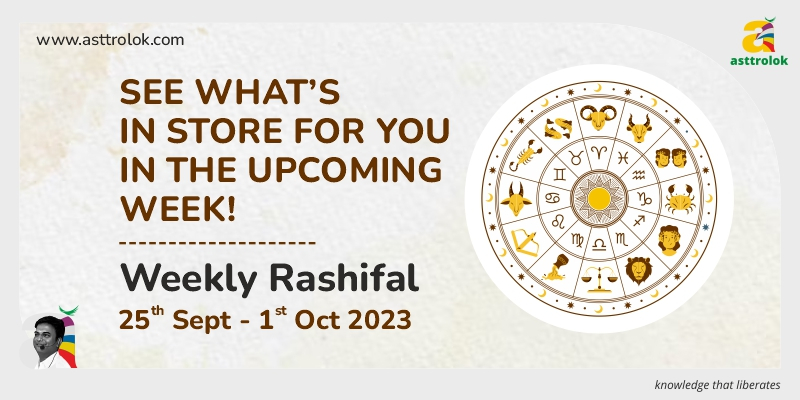 www.asttrolok.com
asttrolok
SEE WHAT’S
IN STORE FOR YOU
IN THE UPCOMING
WEEK!
Weekly Rashifal
25th Sept - 1st Oct 2023
knowledge that liberates